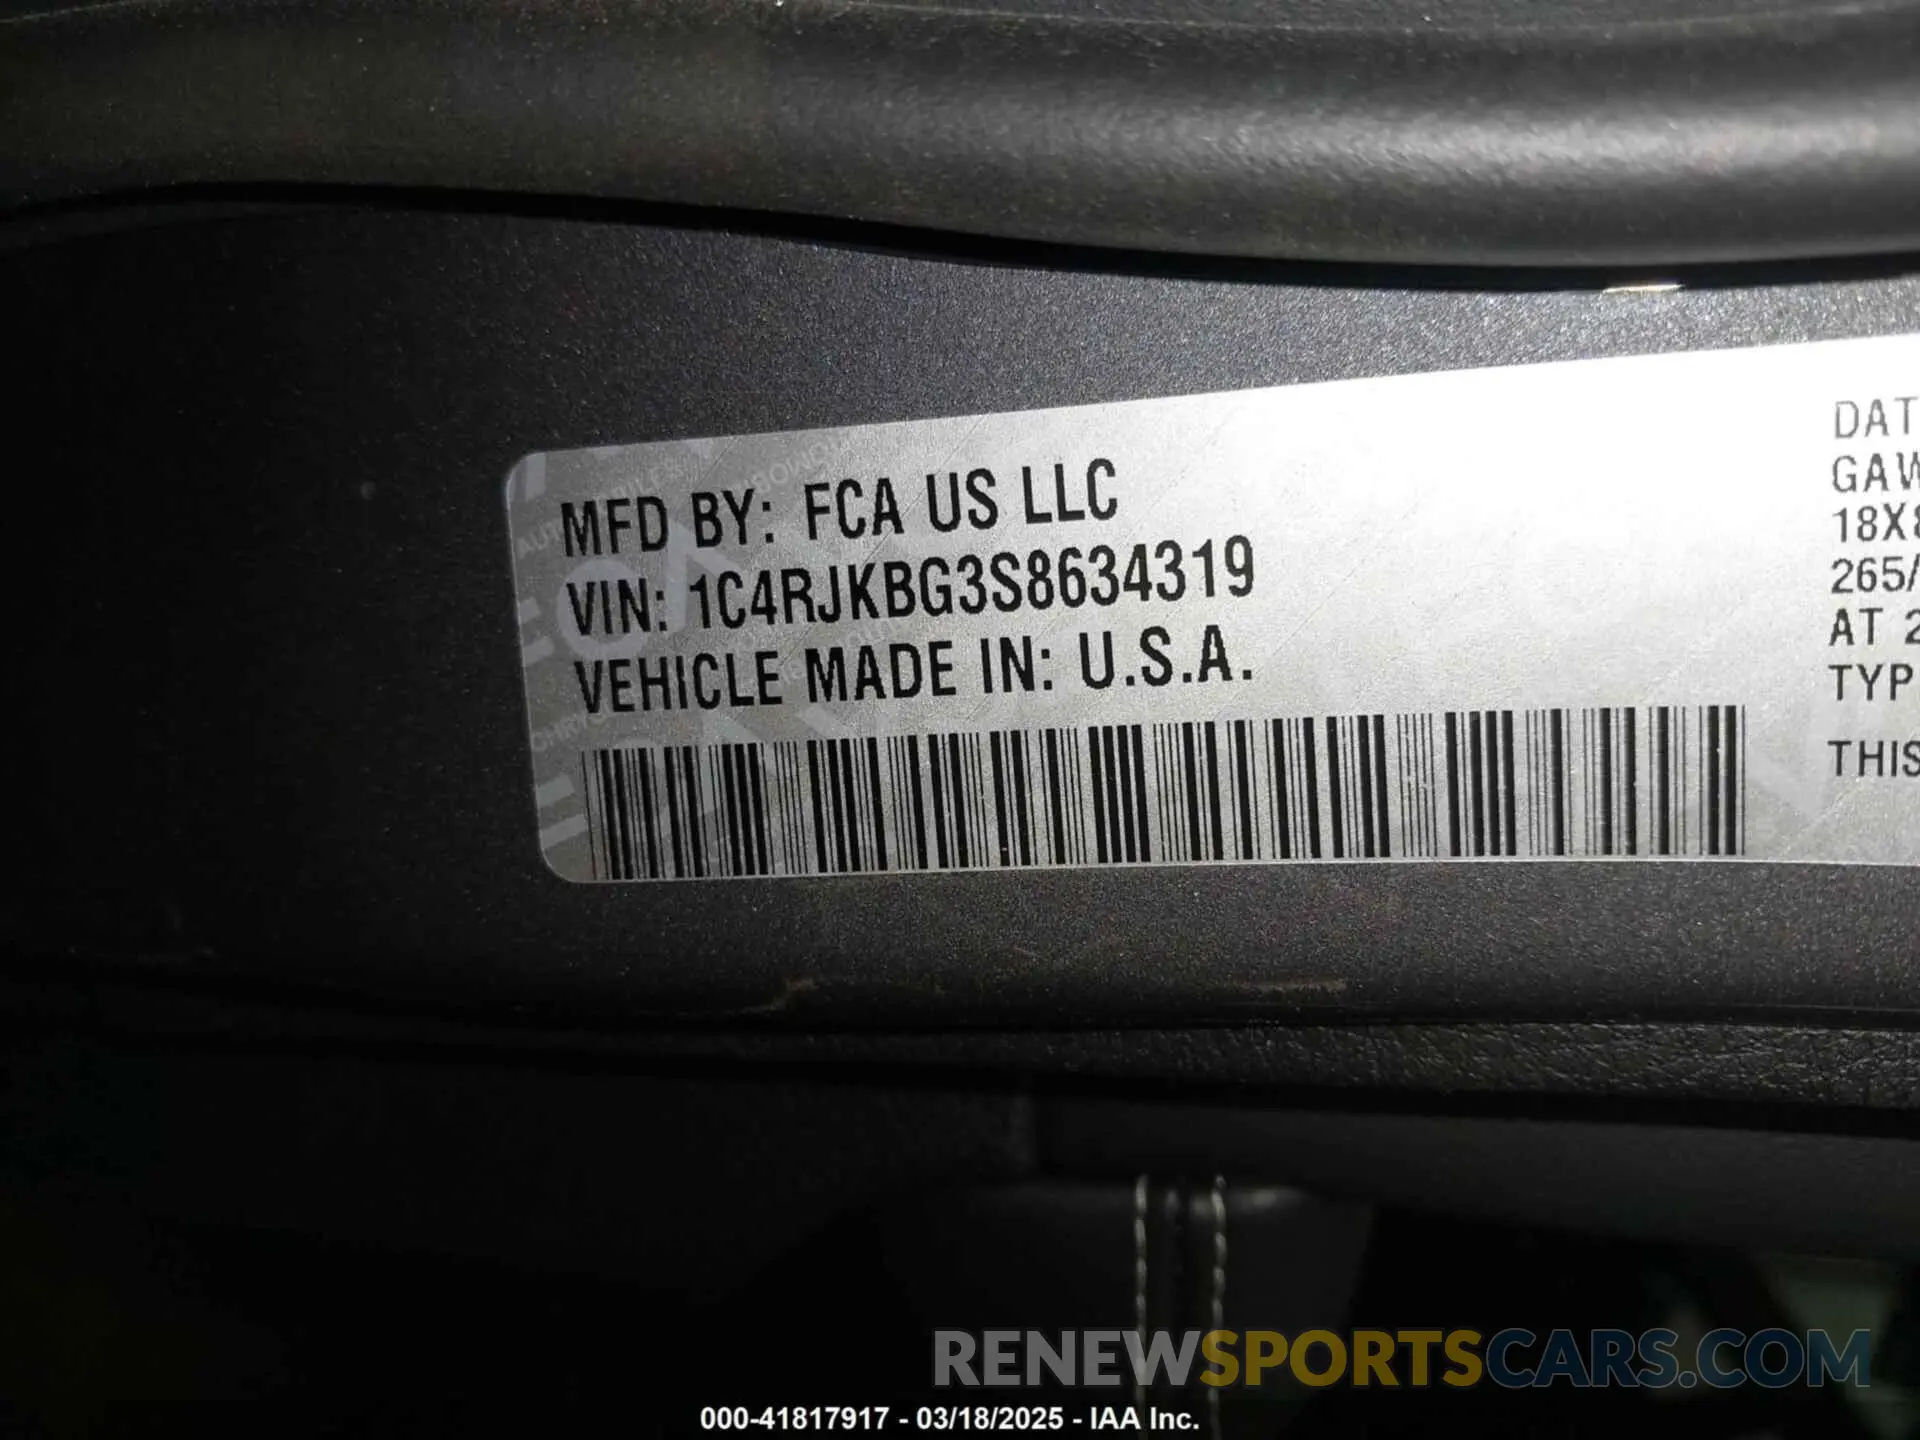 MFD BY: FCA US LLC
VIN: 1C4RJKBG3S8634319
VEHICLE MADE IN: U.S.A.
DAT
GAW
18X8
265/
AT 2
TYP
THIS
RENEWSPORTSCARS.COM
000-41817917 - 03/18/2025 - IAA Inc.